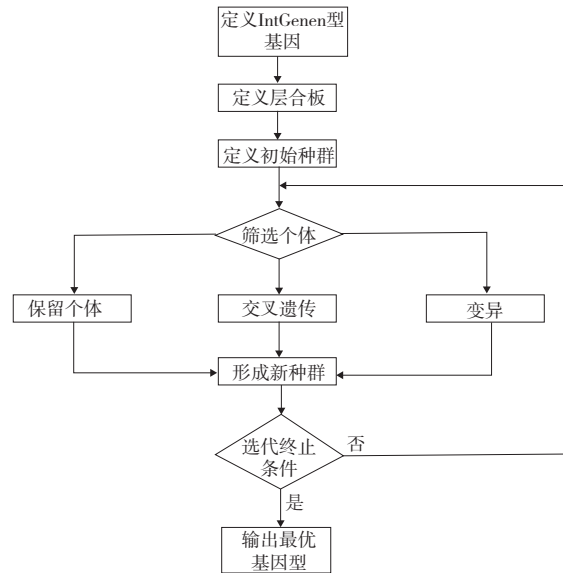 定义IntGenen型
基因
定义层合板
定义初始种群
筛选个体
保留个体
交叉遗传
变异
形成新种群
选代终止
条件
否
是
输出最优
基因型